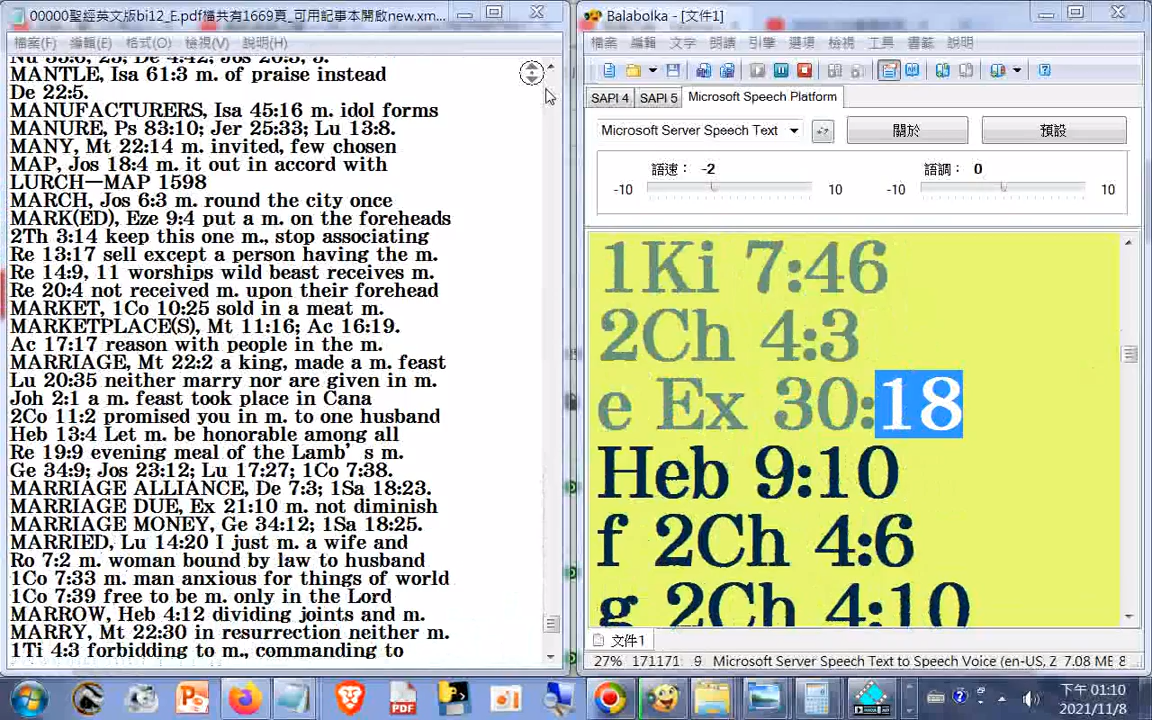 00000聖經英文版bi12_E.pdf檔共有1669頁_可用記事本開啟new.xm...
檔案(F) 編輯(E) 格式(O) 檢視(V) 說明(H)
Nu 35:6, 25; De 4:42; Jos 20:3, 5.
MANTLE, Isa 61:3 m. of praise instead
De 22:5.
MANUFACTURERS, Isa 45:16 m. idol forms
MANURE, Ps 83:10; Jer 25:33; Lu 13:8.
MANY, Mt 22:14 m. invited, few chosen
MAP, Jos 18:4 m. it out in accord with
LURCH—MAP 1598
MARCH, Jos 6:3 m. round the city once
MARK(ED), Eze 9:4 put a m. on the foreheads
2Th 3:14 keep this one m., stop associating
Re 13:17 sell except a person having the m.
Re 14:9, 11 worships wild beast receives m.
Re 20:4 not received m. upon their forehead
MARKET, 1Co 10:25 sold in a meat m.
MARKETPLACE(S), Mt 11:16; Ac 16:19.
Ac 17:17 reason with people in the m.
MARRIAGE, Mt 22:2 a king, made a m. feast
Lu 20:35 neither marry nor are given in m.
Joh 2:1 a m. feast took place in Cana
2Co 11:2 promised you in m. to one husband
Heb 13:4 Let m. be honorable among all
Re 19:9 evening meal of the Lamb's m.
Ge 34:9; Jos 23:12; Lu 17:27; 1Co 7:38.
MARRIAGE ALLIANCE, De 7:3; 1Sa 18:23.
MARRIAGE DUE, Ex 21:10 m. not diminish
MARRIAGE MONEY, Ge 34:12; 1Sa 18:25.
MARRIED, Lu 14:20 I just m. a wife and
Ro 7:2 m. woman bound by law to husband
1Co 7:33 m. man anxious for things of world
1Co 7:39 free to be m. only in the Lord
MARROW, Heb 4:12 dividing joints and m.
MARRY, Mt 22:30 in resurrection neither m.
1Ti 4:3 forbidding to m., commanding to
Balabolka - [文件1]
檔案 編輯 文字 朗讀 引擎 選項 檢視 工具 書籤 說明
SAPI 4 SAPI 5 Microsoft Speech Platform
Microsoft Server Speech Text 關於 預設
語速： -2 語調： 0
-10 10 -10 10
1Ki 7:46
2Ch 4:3
e Ex 30:18
Heb 9:10
f 2Ch 4:6
g 2Ch 4:10
文件1
27% 171171 9 Microsoft Server Speech Text to Speech Voice (en-US, Z 7.08 MB 8
PDF
下午 01:10
2021/11/8